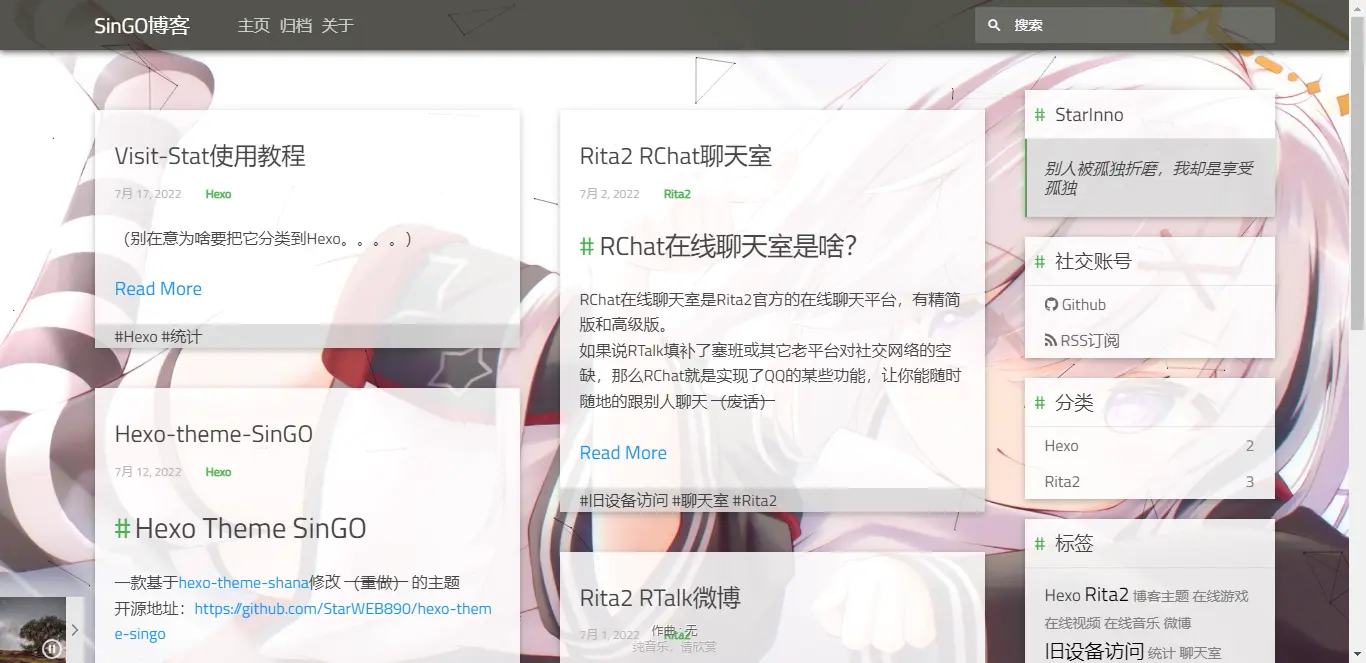 SinGO博客
主页 归档 关于
搜索
Visit-Stat使用教程
7月 17, 2022 Hexo
（别在意为啥要把它分类到Hexo。。。。）
Read More
#Hexo #统计
Hexo-theme-SinGO
7月 12, 2022 Hexo
# Hexo Theme SinGO
一款基于hexo-theme-shana修改 （重做） 的主题
开源地址：https://github.com/StarWEB890/hexo-them
e-singo
Rita2 RChat聊天室
7月 2, 2022 Rita2
# RChat在线聊天室是啥？
RChat在线聊天室是Rita2官方的在线聊天平台，有精简
版和高级版。
如果说RTalk填补了塞班或其它老平台对社交网络的空
缺，那么RChat就是实现了QQ的某些功能，让你能随时
随地的跟别人聊天 （废话）
Read More
#旧设备访问 #聊天室 #Rita2
Rita2 RTalk微博
7月 1, 2022 Rita2
作曲 : 无
纯音乐，请欣赏
# StarInno
别人被孤独折磨，我却是享受
孤独
# 社交账号
Github
RSS订阅
# 分类
Hexo 2
Rita2 3
# 标签
Hexo Rita2 博客主题 在线游戏
在线视频 在线音乐 微博
旧设备访问 统计 聊天室